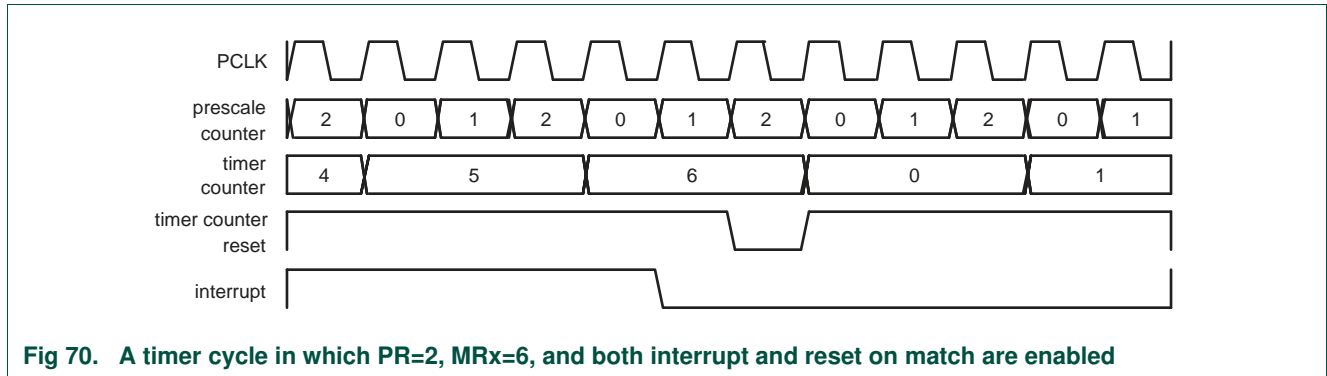 PCLK
prescale
counter
2 0 1 2 0 1 2 0 1 2 0 1
timer
counter
4 5 6 0 1
timer counter
reset
interrupt
Fig 70. A timer cycle in which PR=2, MRx=6, and both interrupt and reset on match are enabled